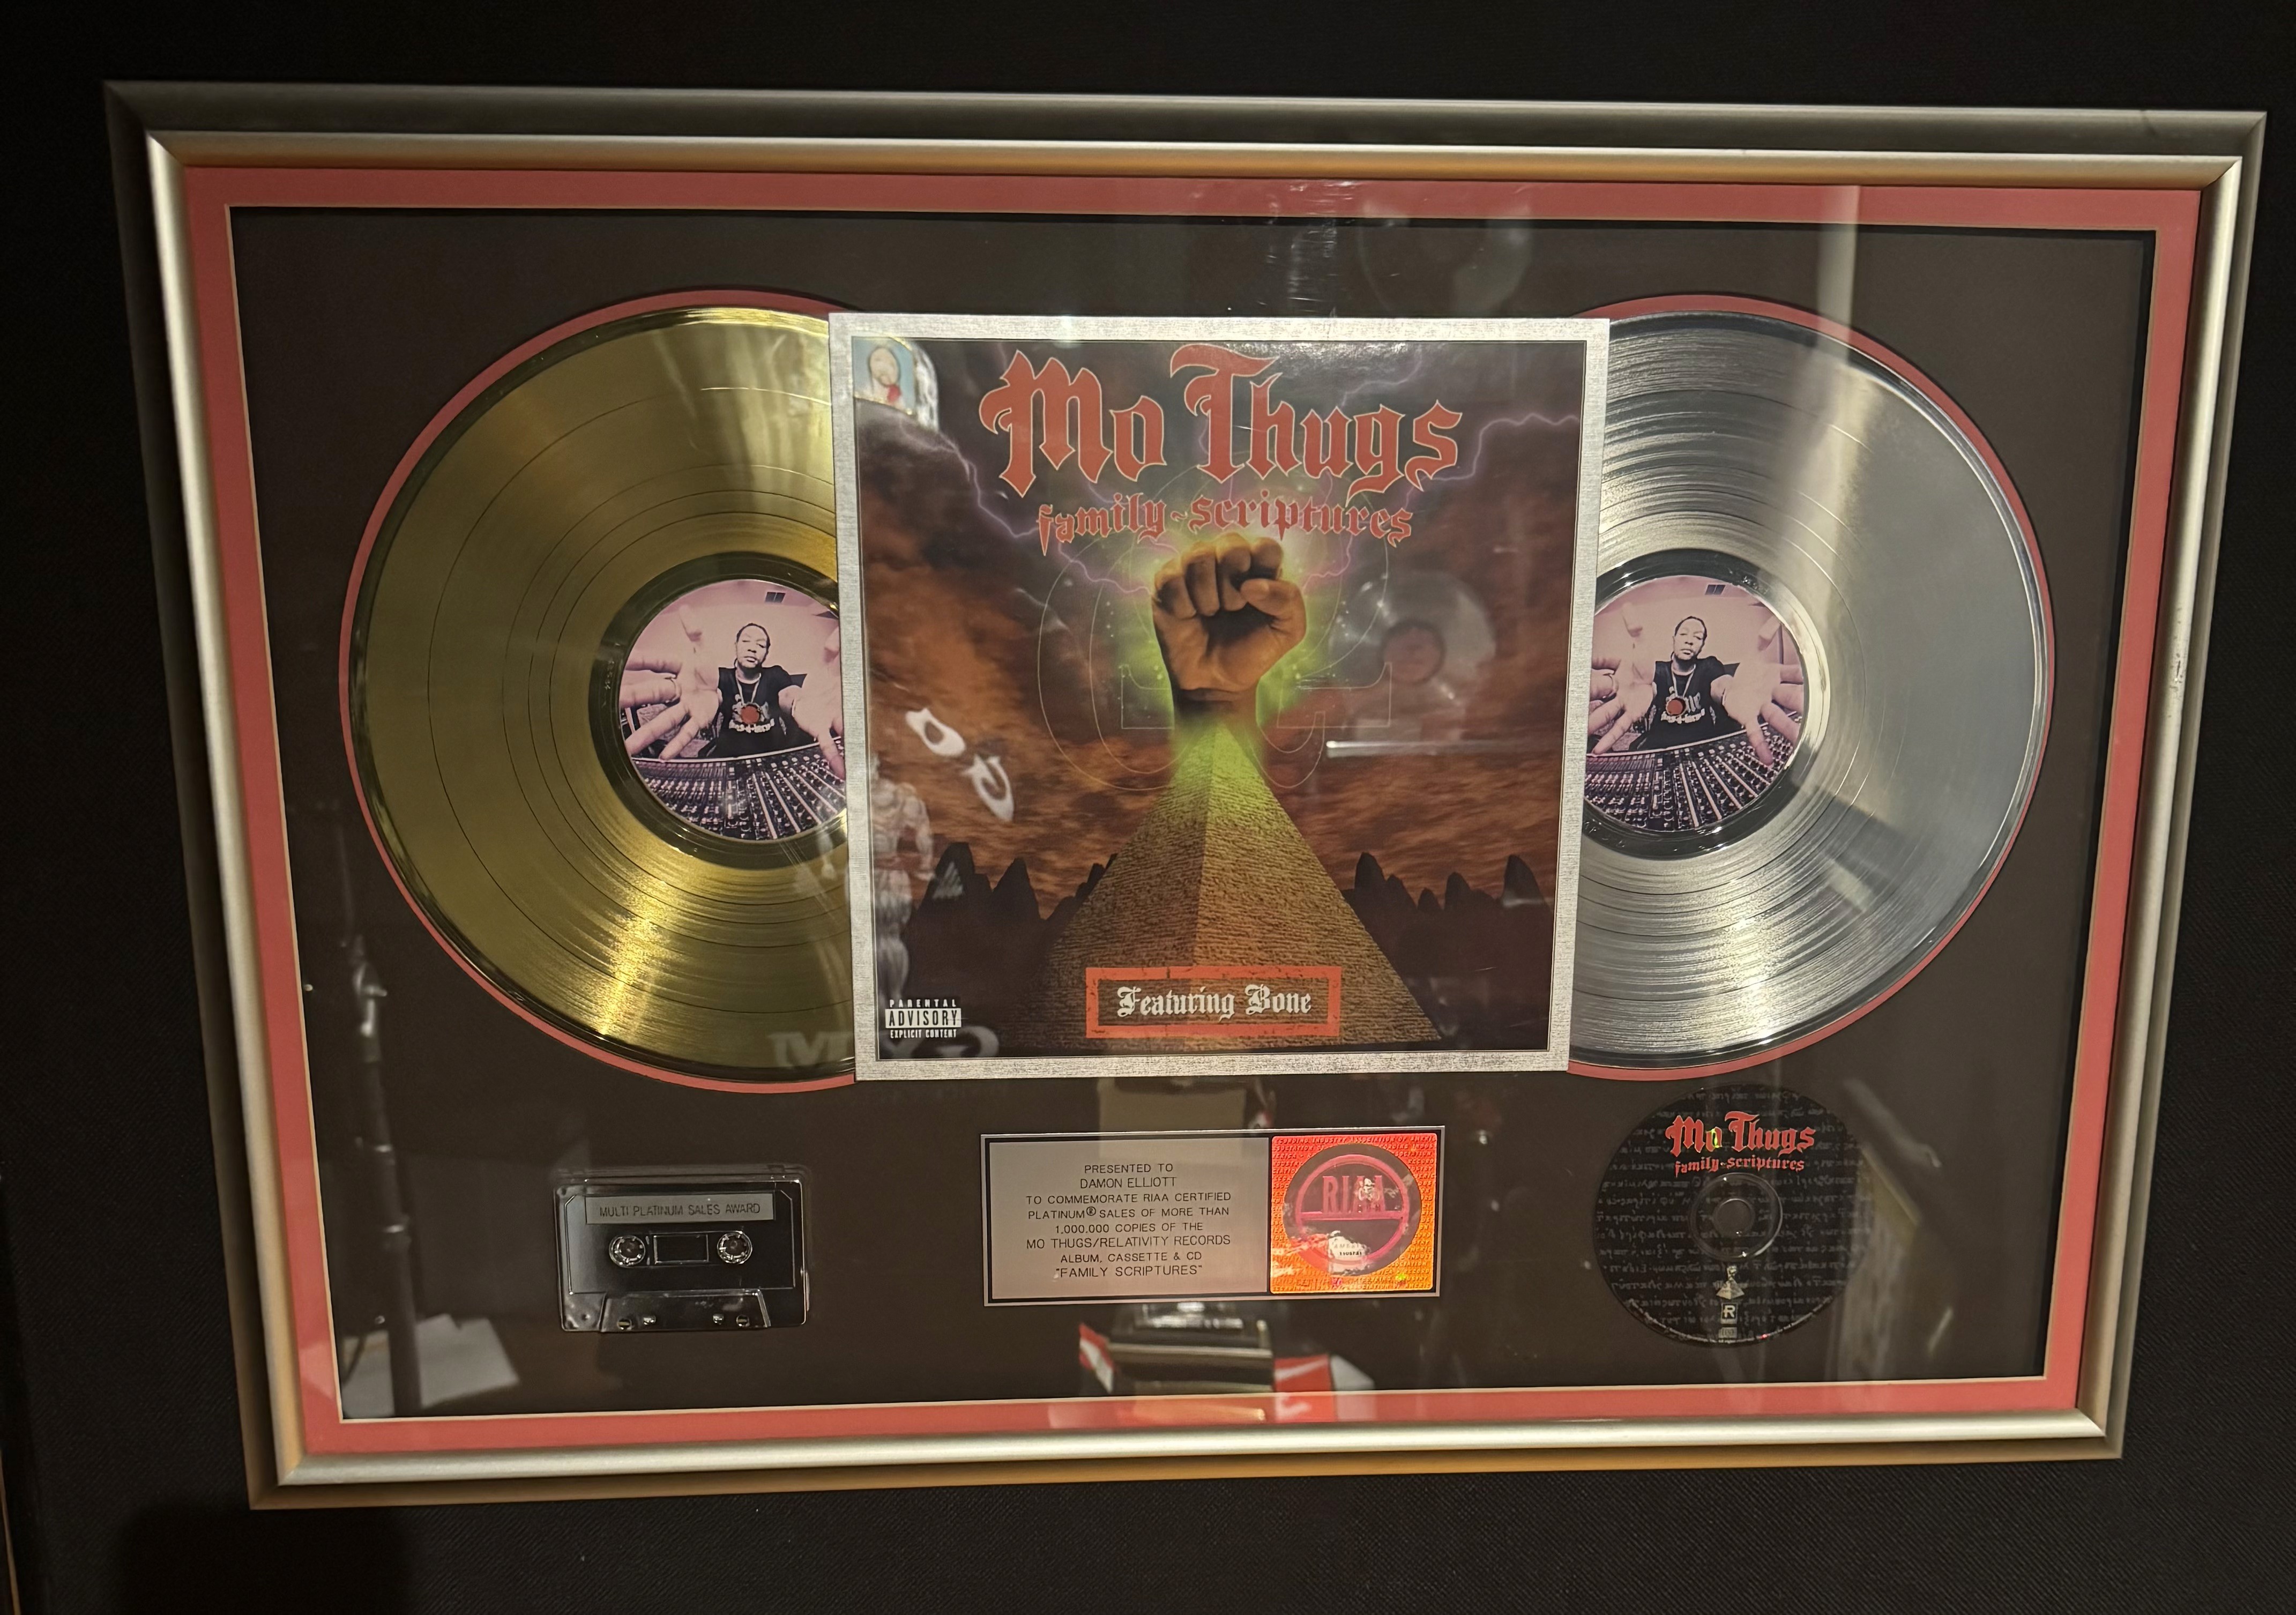 Mo Thugs
family-scriptures
Featuring Bone
PARENTAL
ADVISORY
EXPLICIT CONTENT
MULTI PLATINUM SALES AWARD
PRESENTED TO
DAMON ELLIOTT
TO COMMEMORATE RIAA CERTIFIED
PLATINUM® SALES OF MORE THAN
1,000,000 COPIES OF THE
MO THUGS/RELATIVITY RECORDS
ALBUM, CASSETTE & CD
"FAMILY SCRIPTURES"
RIAA
Mo Thugs
family-scriptures
R